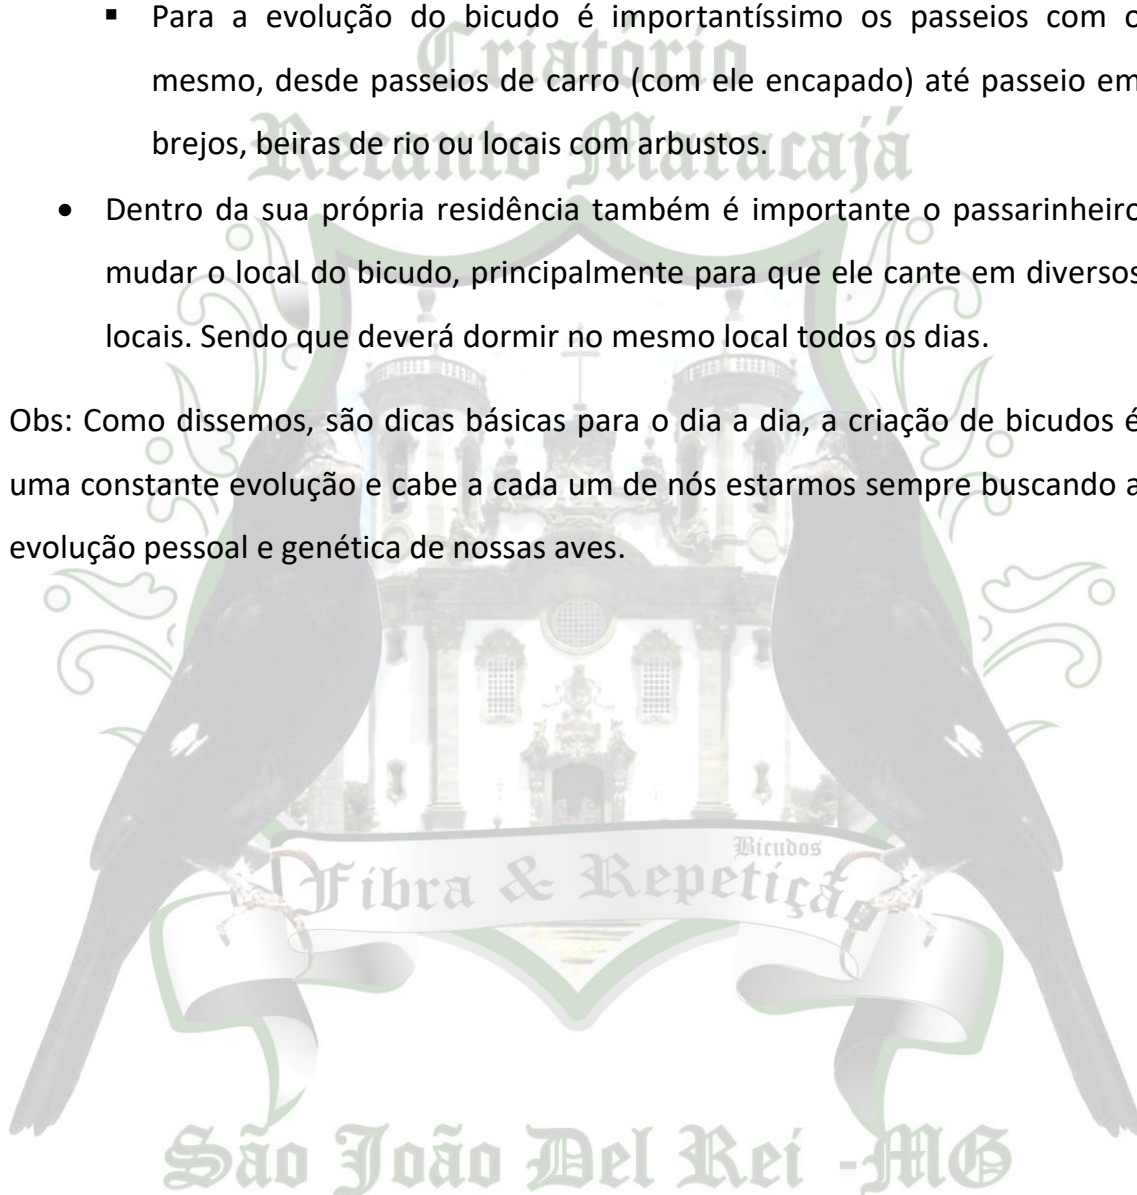 Criatório
▪ Para a evolução do bicudo é importantíssimo os passeios com o
mesmo, desde passeios de carro (com ele encapado) até passeio em
Recanto Maracajá
brejos, beiras de rio ou locais com arbustos.
• Dentro da sua própria residência também é importante o passarinheiro
mudar o local do bicudo, principalmente para que ele cante em diversos
locais. Sendo que deverá dormir no mesmo local todos os dias.
Obs: Como dissemos, são dicas básicas para o dia a dia, a criação de bicudos é
uma constante evolução e cabe a cada um de nós estarmos sempre buscando a
evolução pessoal e genética de nossas aves.
Bicudos
Fibra & Repetição
São João Del Rei - MG